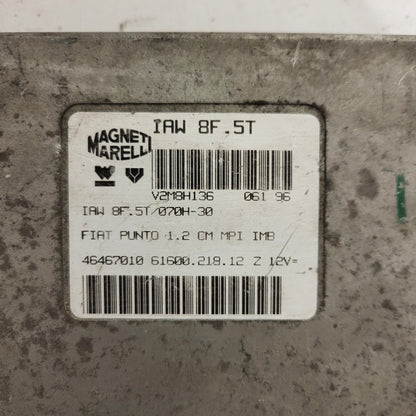 IAW 8F.5T
MAGNETI
MARELLI
V2M8H136 061 96
IAW 8F.5T/070H-30
FIAT PUNTO 1.2 CM MPI IMB
46467010 61600.218.12 Z 12V=